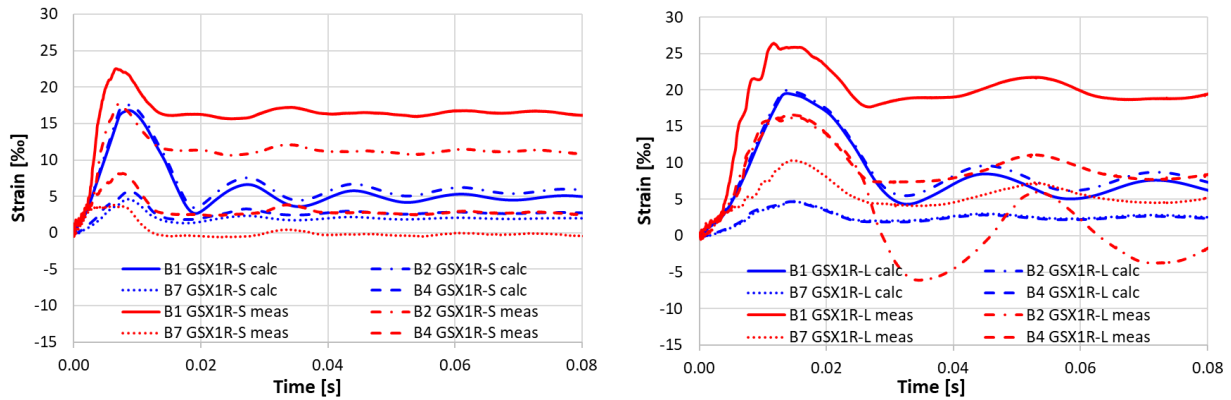 30
25
20
15
10
5
0
-5
-10
-15
Strain [‰]
B1 GSX1R-S calc
B2 GSX1R-S calc
B7 GSX1R-S calc
B4 GSX1R-S calc
B1 GSX1R-S meas
B2 GSX1R-S meas
B7 GSX1R-S meas
B4 GSX1R-S meas
0.00 0.02 0.04 0.06 0.08
Time [s]
30
25
20
15
10
5
0
-5
-10
-15
Strain [‰]
B1 GSX1R-L calc
B2 GSX1R-L calc
B7 GSX1R-L calc
B4 GSX1R-L calc
B1 GSX1R-L meas
B2 GSX1R-L meas
B7 GSX1R-L meas
B4 GSX1R-L meas
0.00 0.02 0.04 0.06 0.08
Time [s]